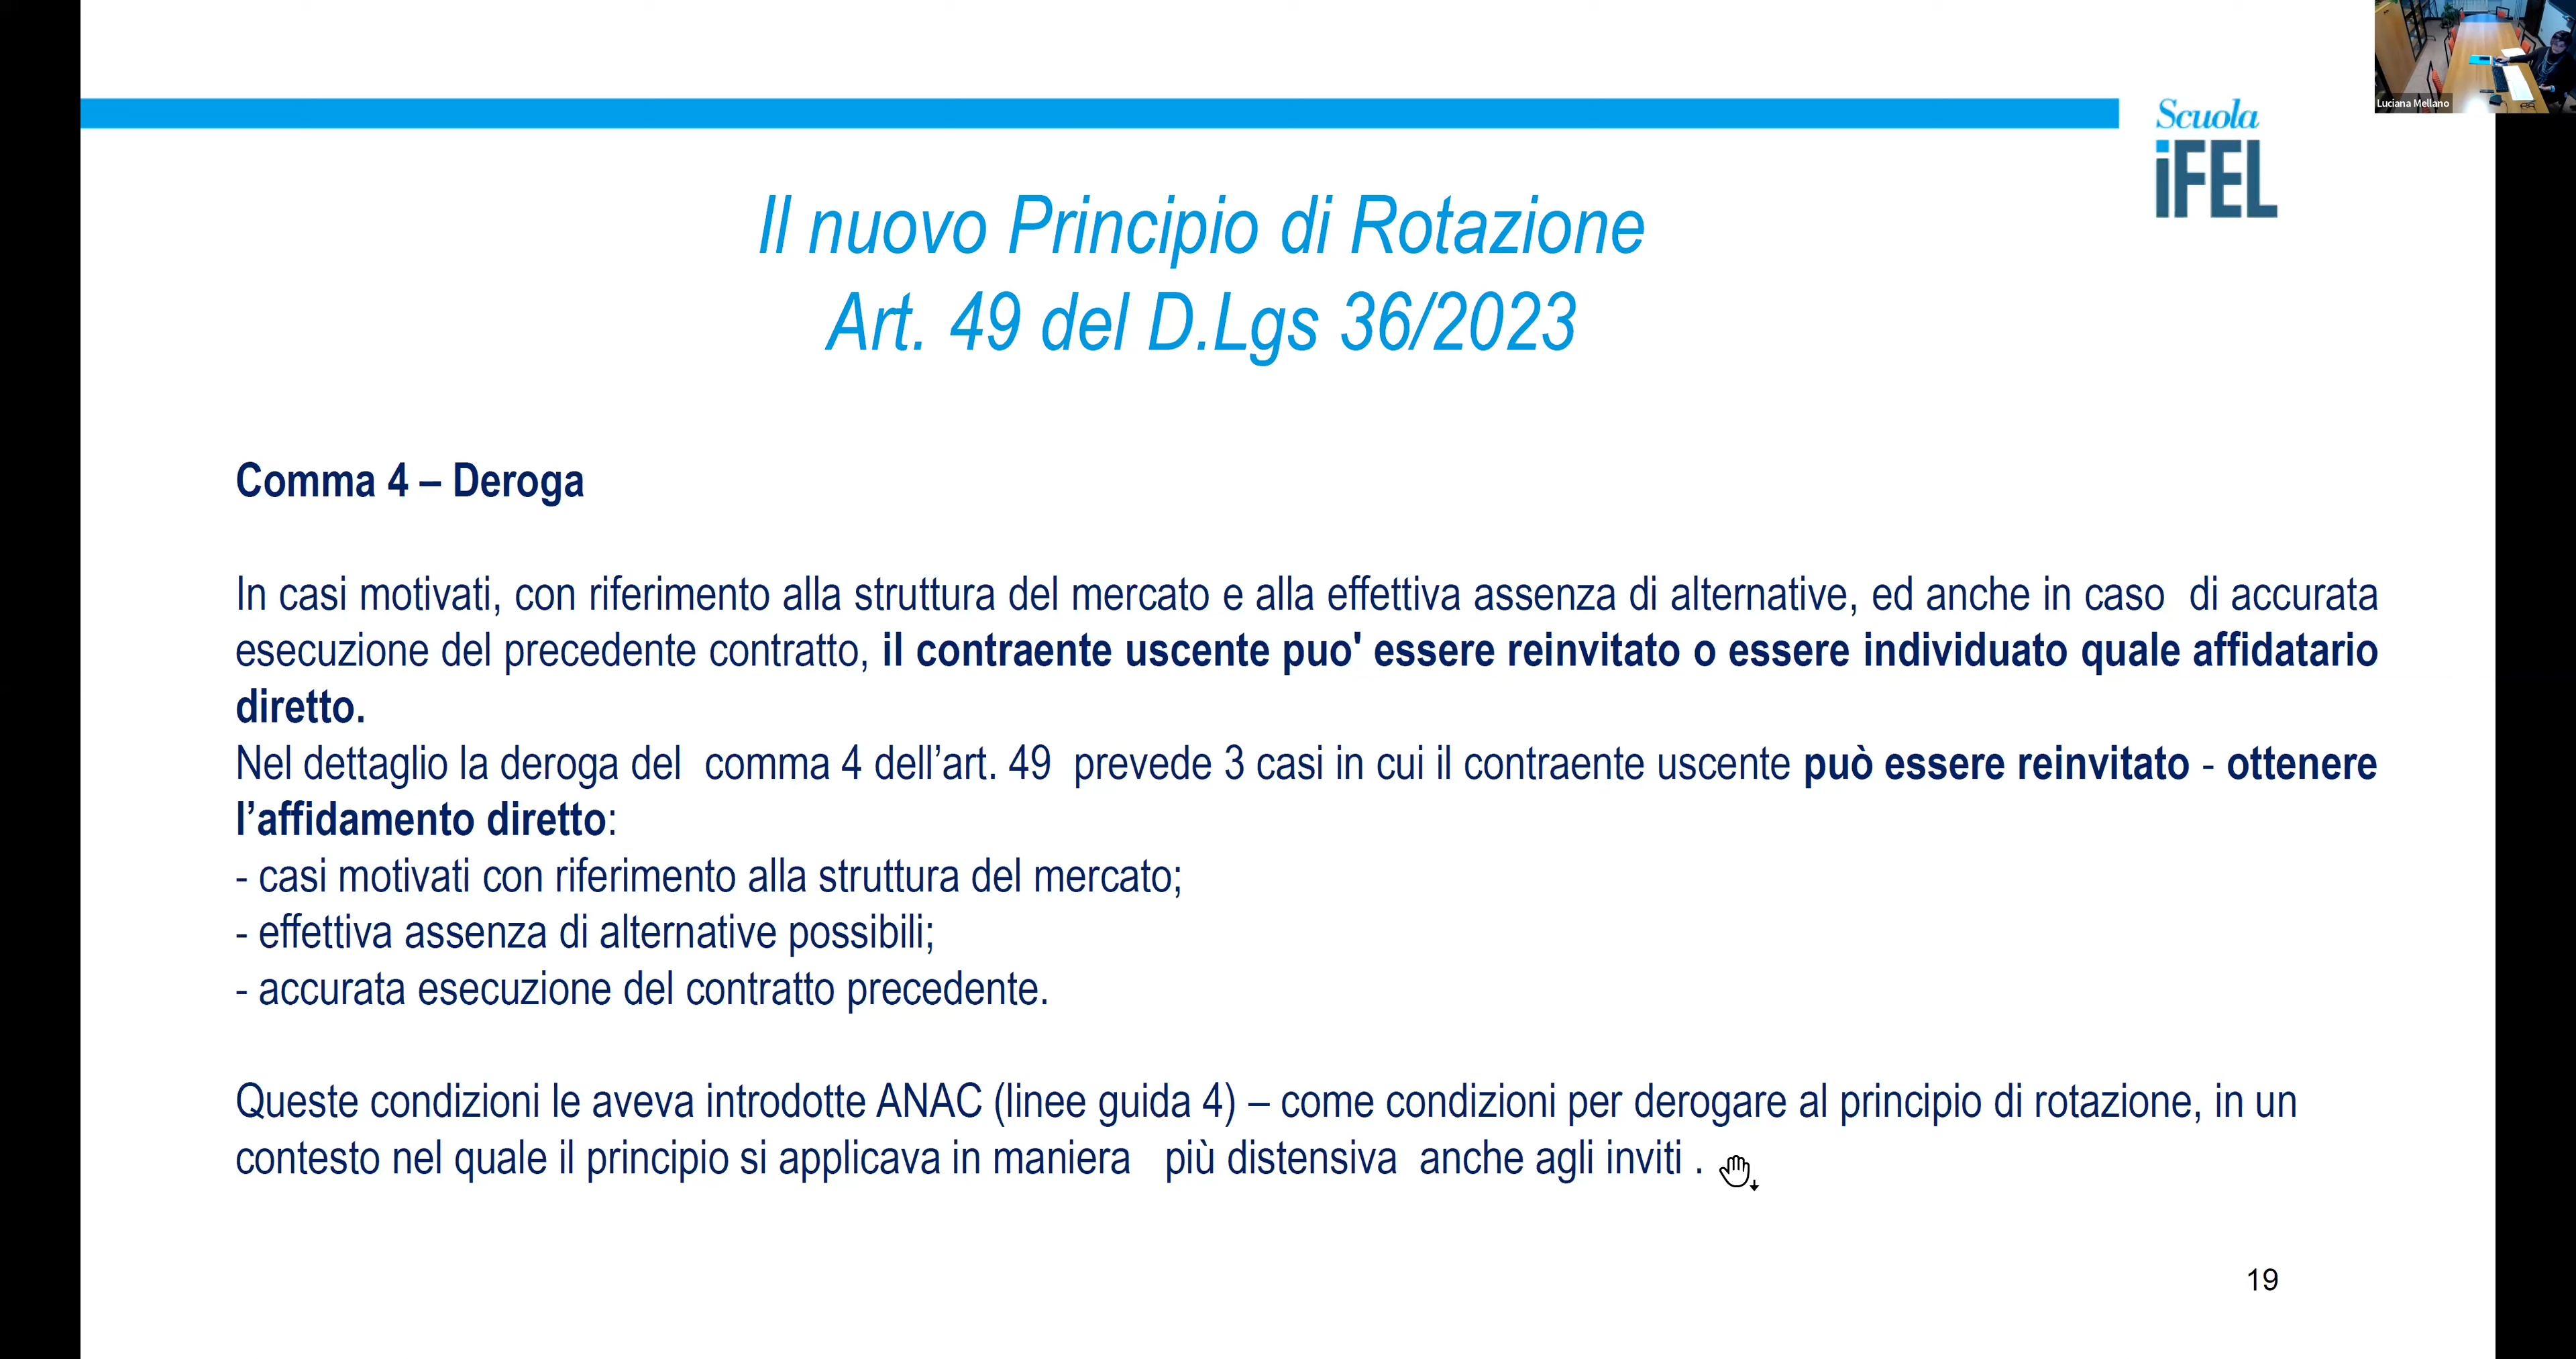 Luciana Mellano
Scuola
iFEL
Il nuovo Principio di Rotazione
Art. 49 del D.Lgs 36/2023
Comma 4 – Deroga
In casi motivati, con riferimento alla struttura del mercato e alla effettiva assenza di alternative, ed anche in caso  di accurata
esecuzione del precedente contratto, il contraente uscente puo' essere reinvitato o essere individuato quale affidatario
diretto.
Nel dettaglio la deroga del  comma 4 dell’art. 49  prevede 3 casi in cui il contraente uscente può essere reinvitato - ottenere
l’affidamento diretto:
- casi motivati con riferimento alla struttura del mercato;
- effettiva assenza di alternative possibili;
- accurata esecuzione del contratto precedente.
Queste condizioni le aveva introdotte ANAC (linee guida 4) – come condizioni per derogare al principio di rotazione, in un
contesto nel quale il principio si applicava in maniera   più distensiva  anche agli inviti .
19